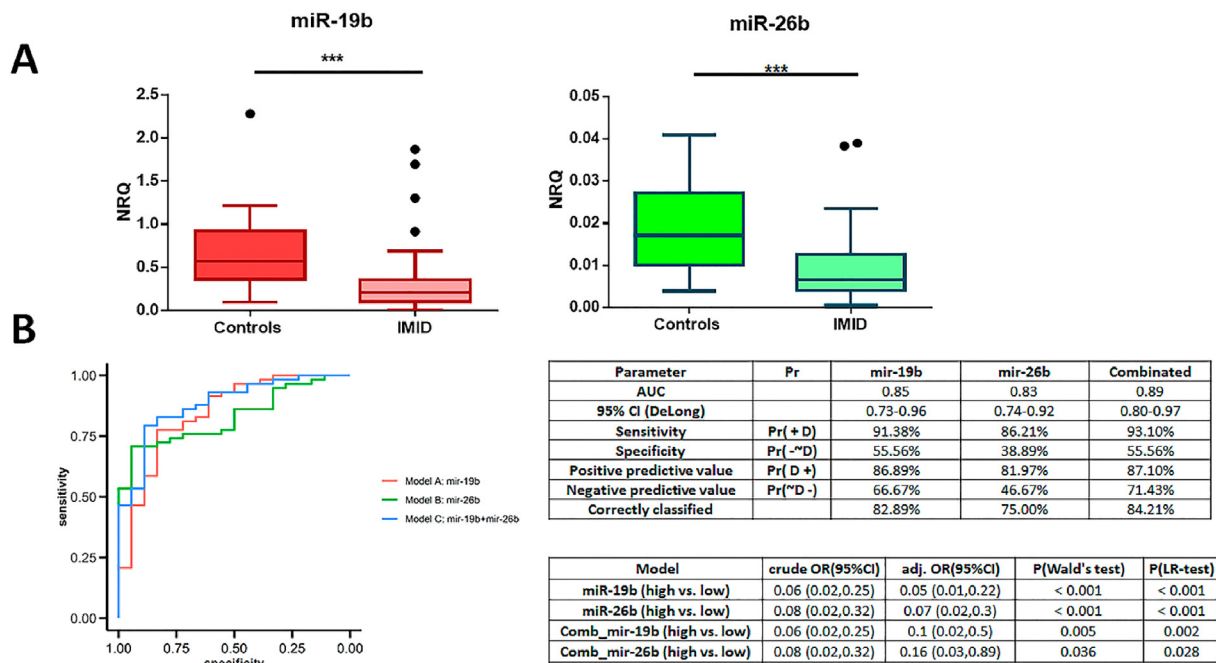 miR-19b
miR-26b
A
***
***
NRQ
2.5
2.0
1.5
1.0
0.5
0.0
Controls
IMID
NRQ
0.05
0.04
0.03
0.02
0.01
0.00
Controls
IMID
B
sensitivity
1.00
0.75
0.50
0.25
0.00
1.00
0.75
0.50
0.25
0.00
specificity
Model A: mir-19b
Model B: mir-26b
Model C: mir-19b+mir-26b
Parameter Pr mir-19b mir-26b Combinated
AUC 0.85 0.83 0.89
95% CI (DeLong) 0.73-0.96 0.74-0.92 0.80-0.97
Sensitivity Pr( + D) 91.38% 86.21% 93.10%
Specificity Pr( -~D) 55.56% 38.89% 55.56%
Positive predictive value Pr( D +) 86.89% 81.97% 87.10%
Negative predictive value Pr(~D -) 66.67% 46.67% 71.43%
Correctly classified 82.89% 75.00% 84.21%
Model crude OR(95%CI) adj. OR(95%CI) P(Wald's test) P(LR-test)
miR-19b (high vs. low) 0.06 (0.02,0.25) 0.05 (0.01,0.22) < 0.001 < 0.001
miR-26b (high vs. low) 0.08 (0.02,0.32) 0.07 (0.02,0.3) < 0.001 < 0.001
Comb_mir-19b (high vs. low) 0.06 (0.02,0.25) 0.1 (0.02,0.5) 0.005 0.002
Comb_mir-26b (high vs. low) 0.08 (0.02,0.32) 0.16 (0.03,0.89) 0.036 0.028